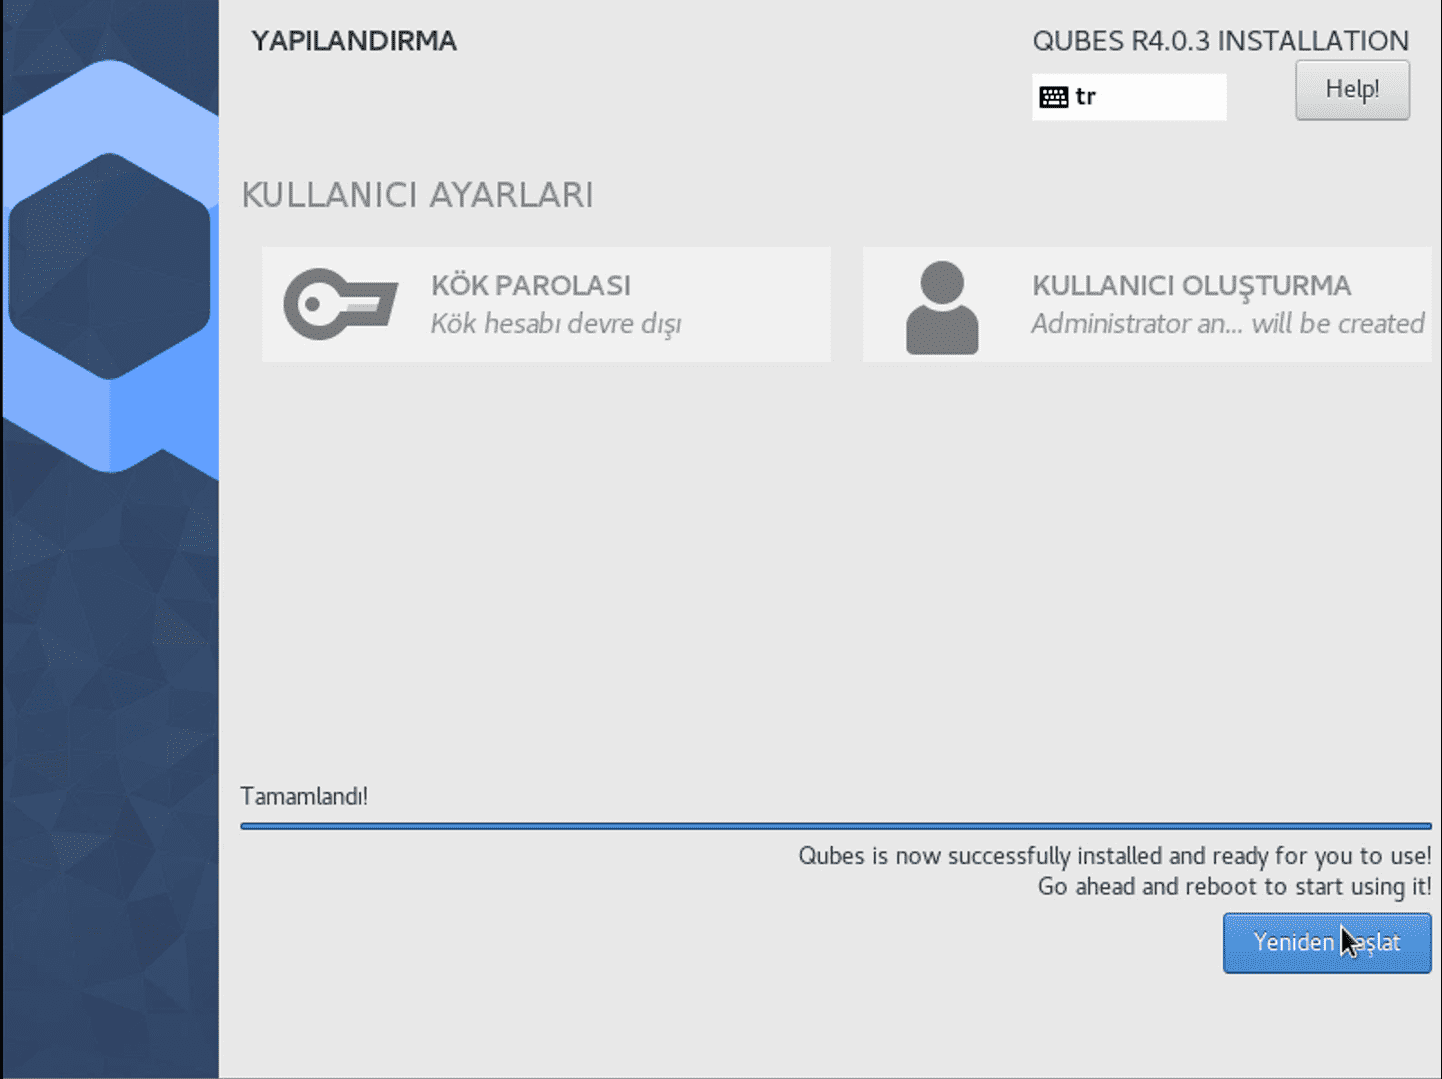 YAPILANDIRMA
QUBES R4.0.3 INSTALLATION
tr
Help!
KULLANICI AYARLARI
KÖK PAROLASI
Kök hesabı devre dışı
KULLANICI OLUŞTURMA
Administrator an... will be created
Tamamlandı!
Qubes is now successfully installed and ready for you to use!
Go ahead and reboot to start using it!
Yeniden